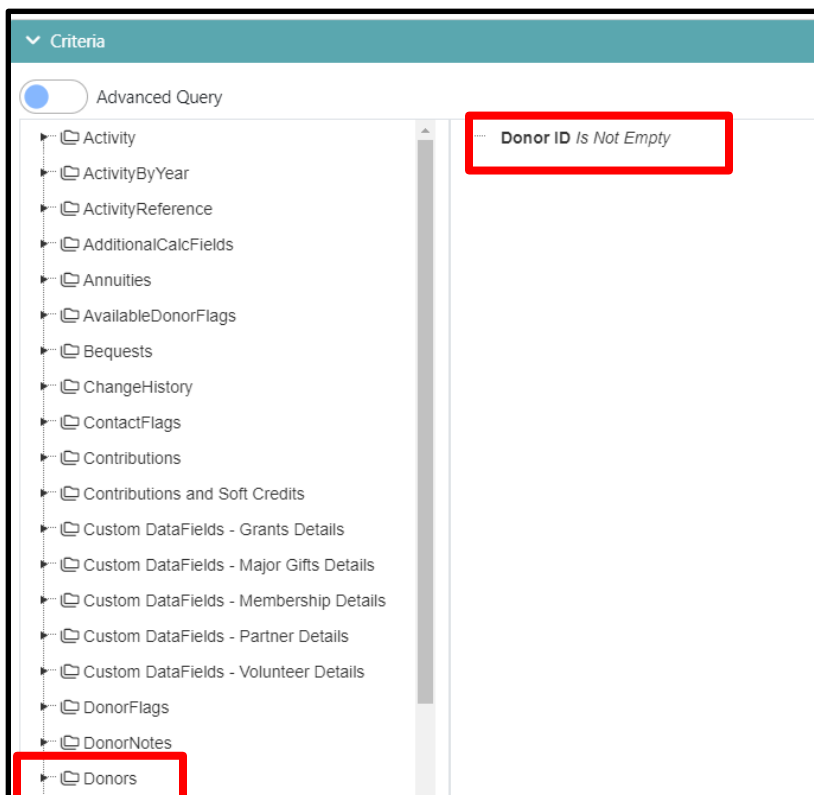 Criteria
Advanced Query
Activity
ActivityByYear
ActivityReference
AdditionalCalcFields
Annuities
AvailableDonorFlags
Bequests
ChangeHistory
ContactFlags
Contributions
Contributions and Soft Credits
Custom DataFields - Grants Details
Custom DataFields - Major Gifts Details
Custom DataFields - Membership Details
Custom DataFields - Partner Details
Custom DataFields - Volunteer Details
DonorFlags
DonorNotes
Donors
Donor ID Is Not Empty